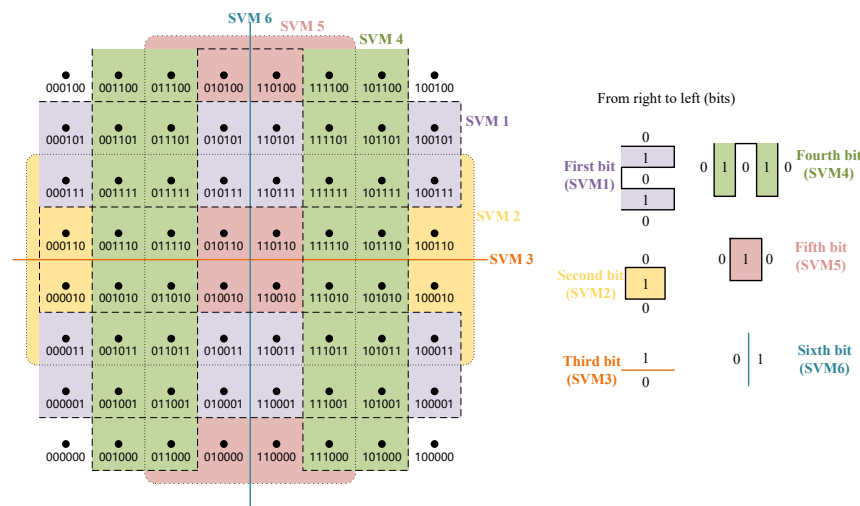 SVM 6
SVM 5
SVM 4
000100 001100 011100 010100 110100 111100 101100 100100
SVM 1
000101 001101 011101 010101 110101 111101 101101 100101
000111 001111 011111 010111 110111 111111 101111 100111
SVM 2
000110 001110 011110 010110 110110 111110 101110 100110
SVM 3
000010 001010 011010 010010 110010 111010 101010 100010
000011 001011 011011 010011 110011 111011 101011 100011
000001 001001 011001 010001 110001 111001 101001 100001
000000 001000 011000 010000 110000 111000 101000 100000
From right to left (bits)
First bit
(SVM1)
0
1
0
1
0
Fourth bit
(SVM4)
0 1 0 1 0
Second bit
(SVM2)
0
1
0
Fifth bit
(SVM5)
0 1 0
Third bit
(SVM3)
1
0
Sixth bit
(SVM6)
0 1